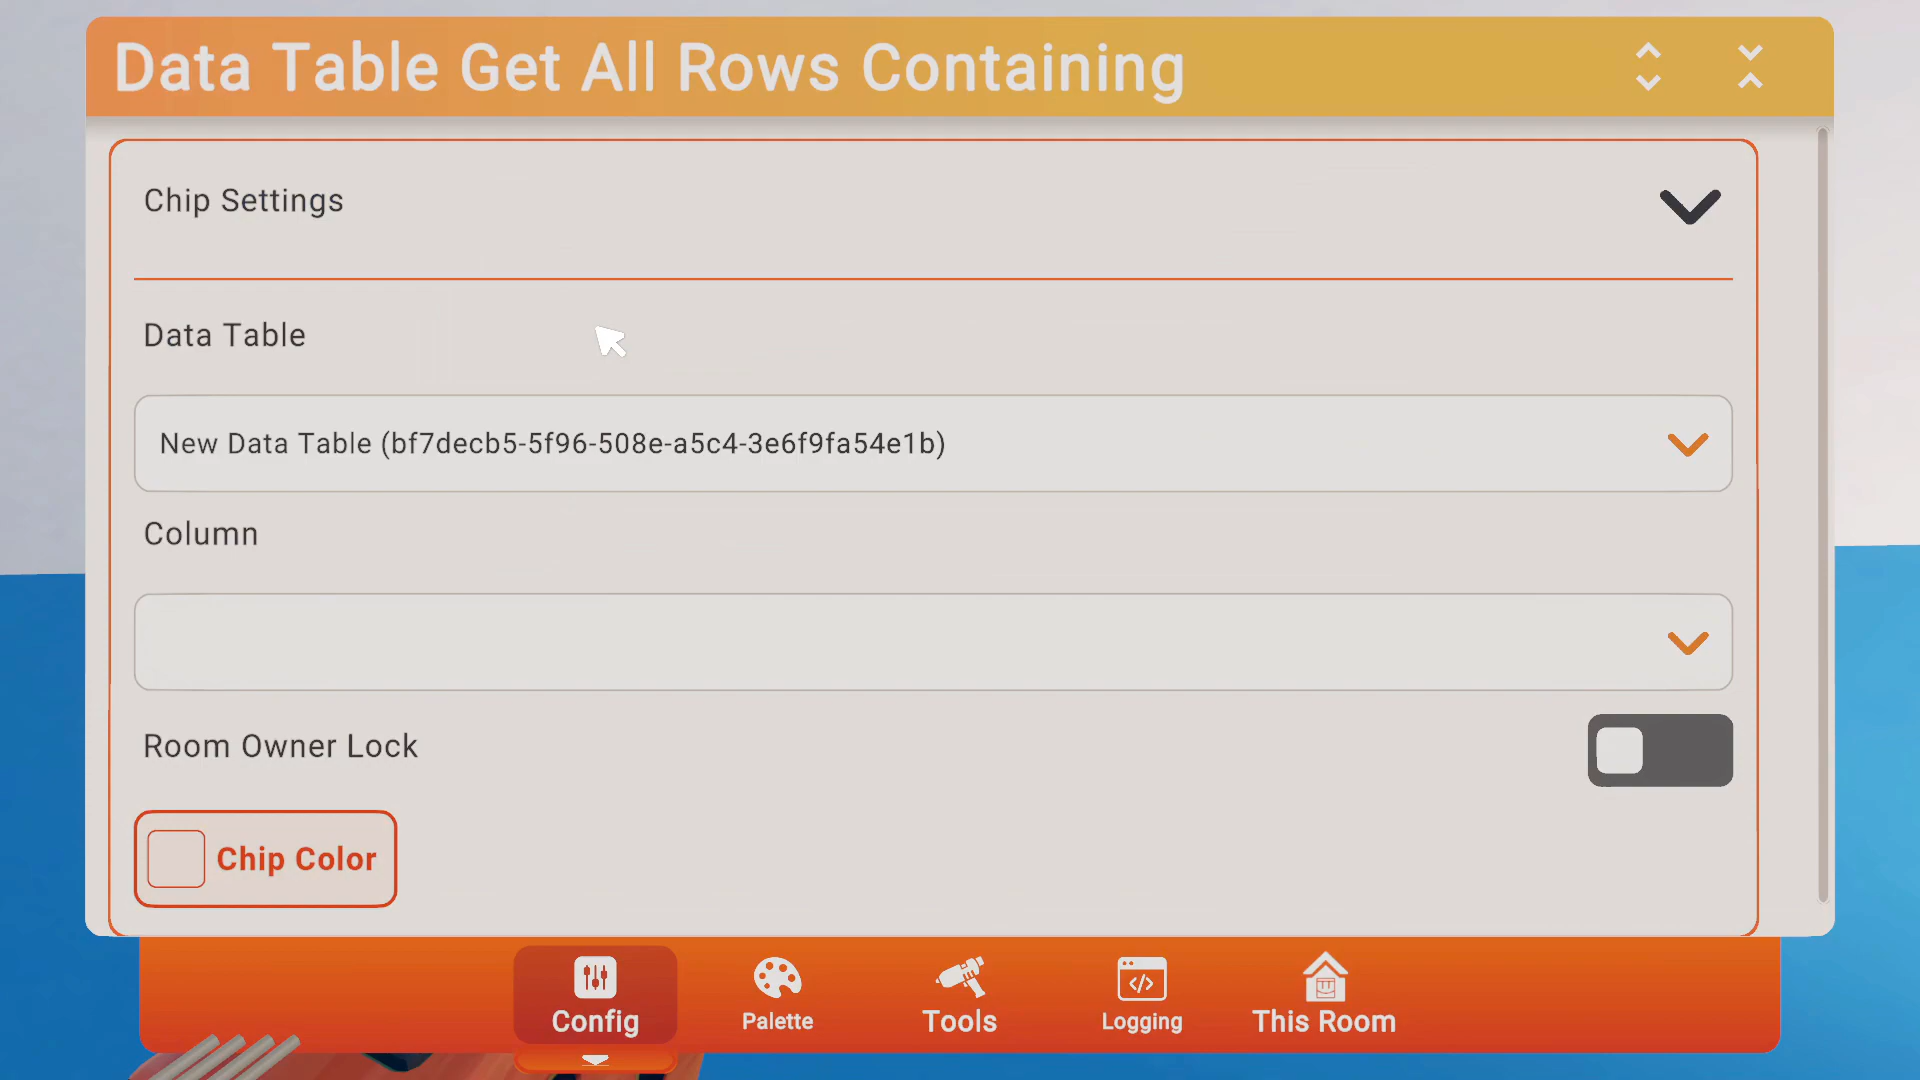 Data Table Get All Rows Containing
Chip Settings
Data Table
New Data Table (bf7decb5-5f96-508e-a5c4-3e6f9fa54e1b)
Column
Room Owner Lock
Chip Color
Config
Palette
Tools
Logging
This Room